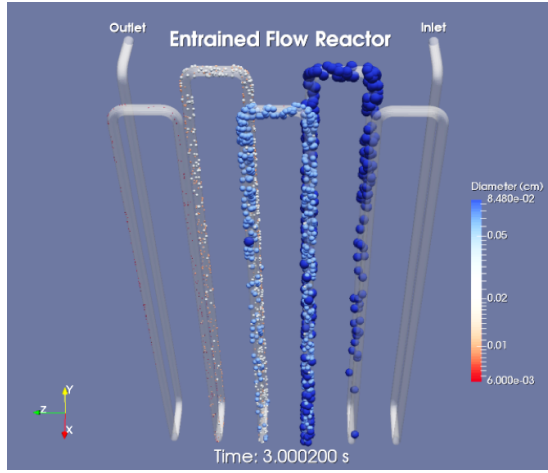 Outlet
Entrained Flow Reactor
Inlet
Diameter (cm)
8.480e-02
0.05
0.02
0.01
6.000e-03
Y
Z
X
Time: 3.000200 s